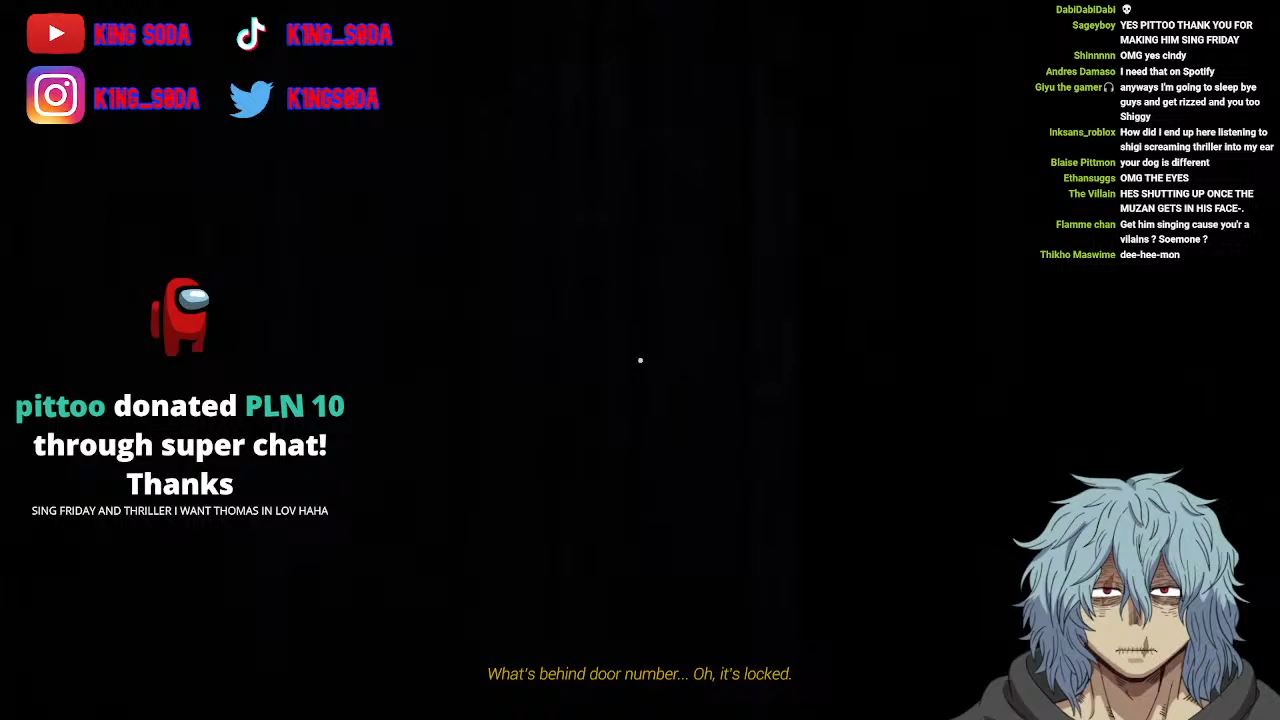 KING SODA
K1NG_S0DA
K1NG_S0DA
K1NGS0DA
DabiDabiDabi 💀
Sageyboy YES PITTOO THANK YOU FOR
MAKING HIM SING FRIDAY
Shinnnnn OMG yes cindy
Andres Damaso I need that on Spotify
Glyu the gamer🎧 anyways I'm going to sleep bye
guys and get rizzed and you too
Shiggy
Inksans_roblox How did I end up here listening to
shigi screaming thriller into my ear
Blaise Pittmon your dog is different
Ethansuggs OMG THE EYES
The Villain HES SHUTTING UP ONCE THE
MUZAN GETS IN HIS FACE-.
Flamme chan Get him singing cause you'r a
vilains ? Soemone ?
Thikho Maswime dee-hee-mon
pittoo donated PLN 10
through super chat!
Thanks
SING FRIDAY AND THRILLER I WANT THOMAS IN LOV HAHA
What's behind door number... Oh, it's locked.